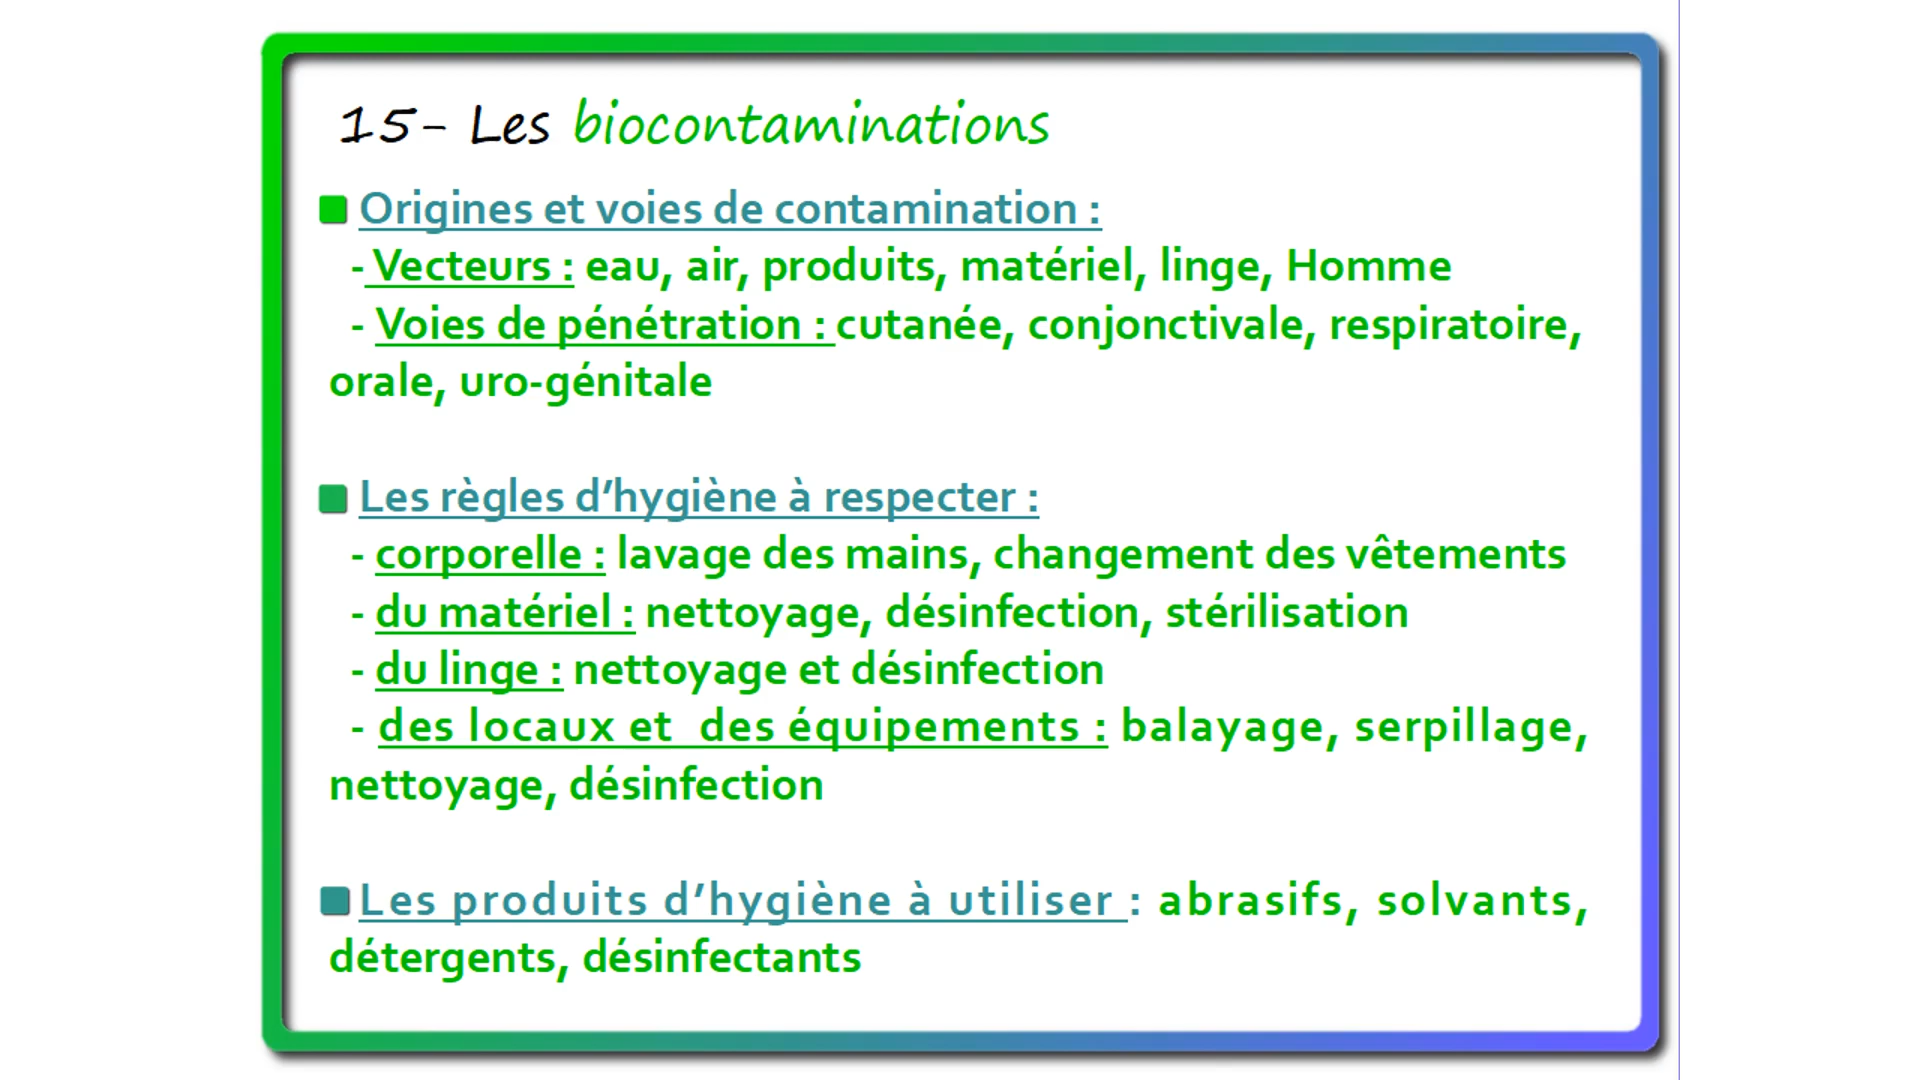 15- Les biocontaminations
Origines et voies de contamination :
- Vecteurs : eau, air, produits, matériel, linge, Homme
- Voies de pénétration : cutanée, conjonctivale, respiratoire,
orale, uro-génitale
Les règles d’hygiène à respecter :
- corporelle : lavage des mains, changement des vêtements
- du matériel : nettoyage, désinfection, stérilisation
- du linge : nettoyage et désinfection
- des locaux et des équipements : balayage, serpillage,
nettoyage, désinfection
Les produits d’hygiène à utiliser : abrasifs, solvants,
détergents, désinfectants